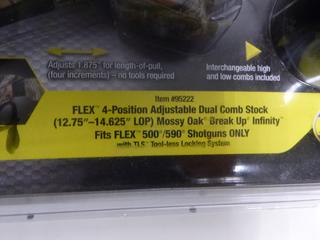 Adjusts 1.875" for length-of-pull,
(four increments) – no tools required
Interchangeable high
and low combs included
Item #95222
FLEX™ 4-Position Adjustable Dual Comb Stock
(12.75"–14.625" LOP) Mossy Oak® Break Up® Infinity™
Fits FLEX™ 500®/590® Shotguns ONLY
with TLS™ Tool-less Locking System